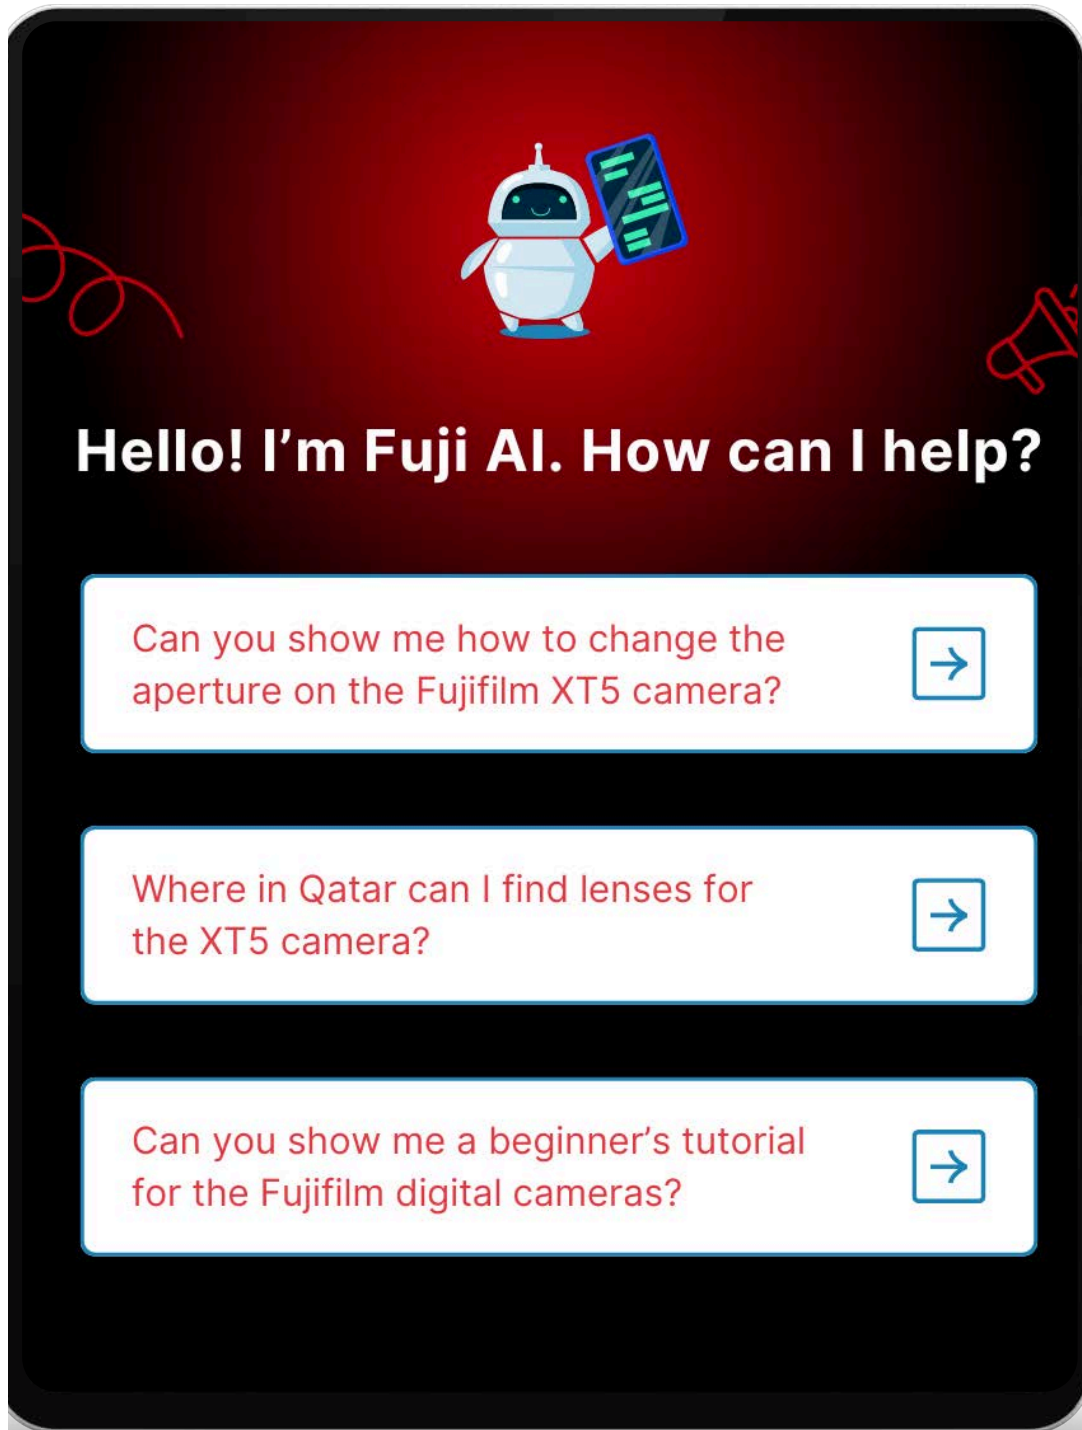 Hello! I’m Fuji AI. How can I help?
Can you show me how to change the
aperture on the Fujifilm XT5 camera?
Where in Qatar can I find lenses for
the XT5 camera?
Can you show me a beginner’s tutorial
for the Fujifilm digital cameras?